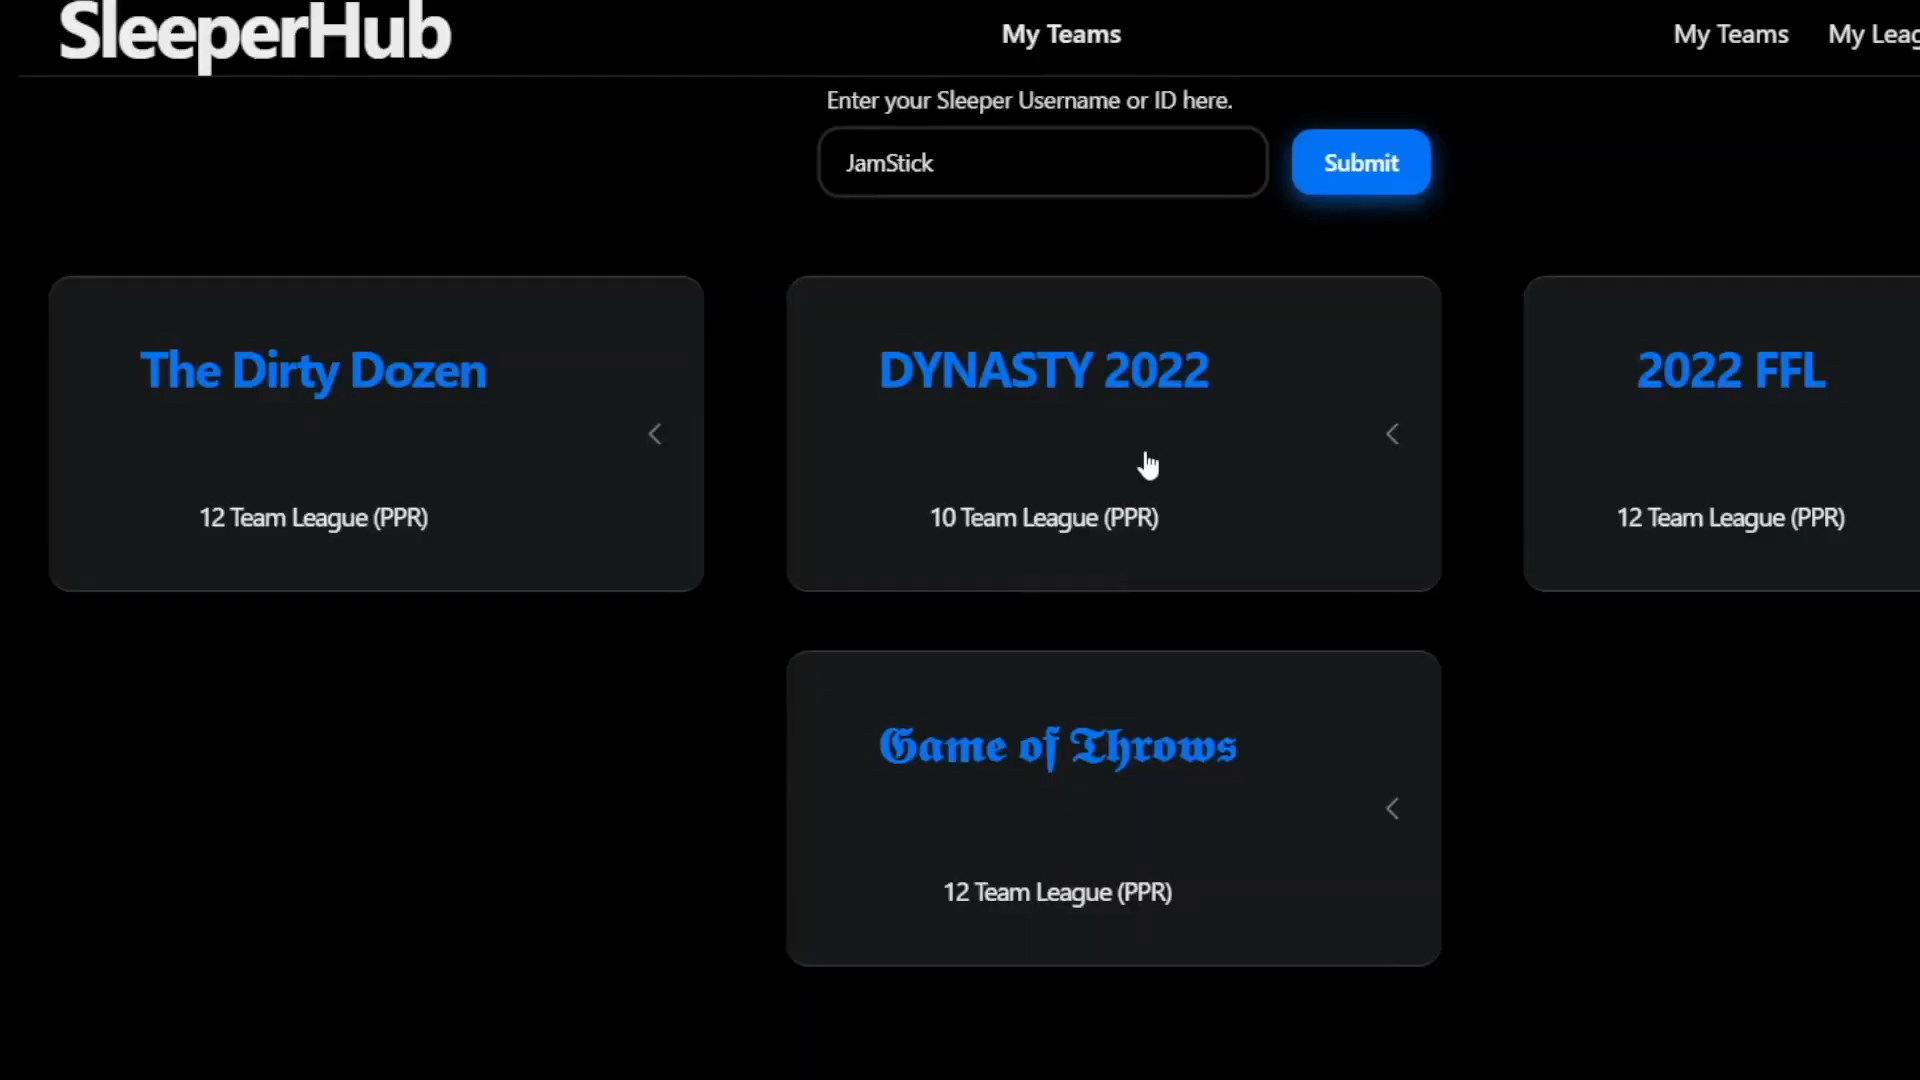 SleeperHub
My Teams
My Teams
My Leag
Enter your Sleeper Username or ID here.
JamStick
Submit
The Dirty Dozen
12 Team League (PPR)
DYNASTY 2022
10 Team League (PPR)
2022 FFL
12 Team League (PPR)
Game of Throws
12 Team League (PPR)